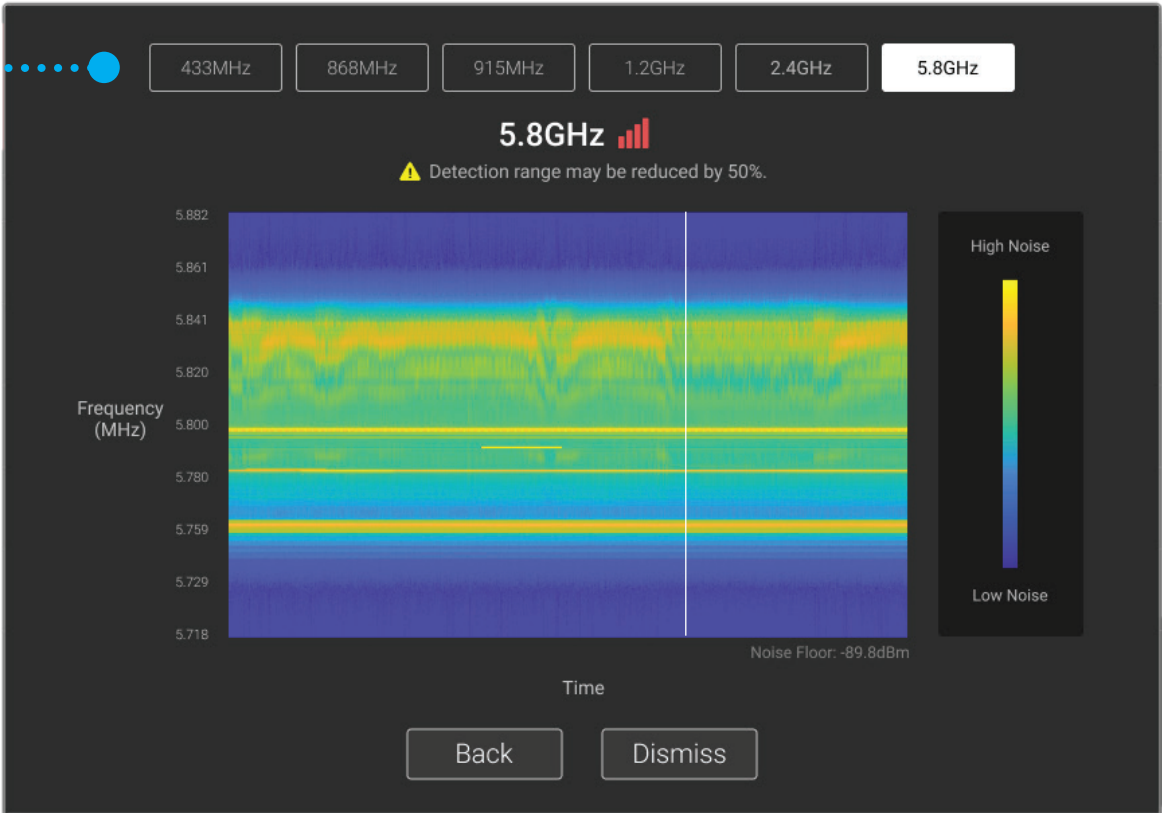 433MHz 868MHz 915MHz 1.2GHz 2.4GHz 5.8GHz
5.8GHz
Detection range may be reduced by 50%.
5.882
5.861
5.841
5.820
Frequency
(MHz)
5.800
5.780
5.759
5.729
5.718
High Noise
Low Noise
Noise Floor: -89.8dBm
Time
Back Dismiss